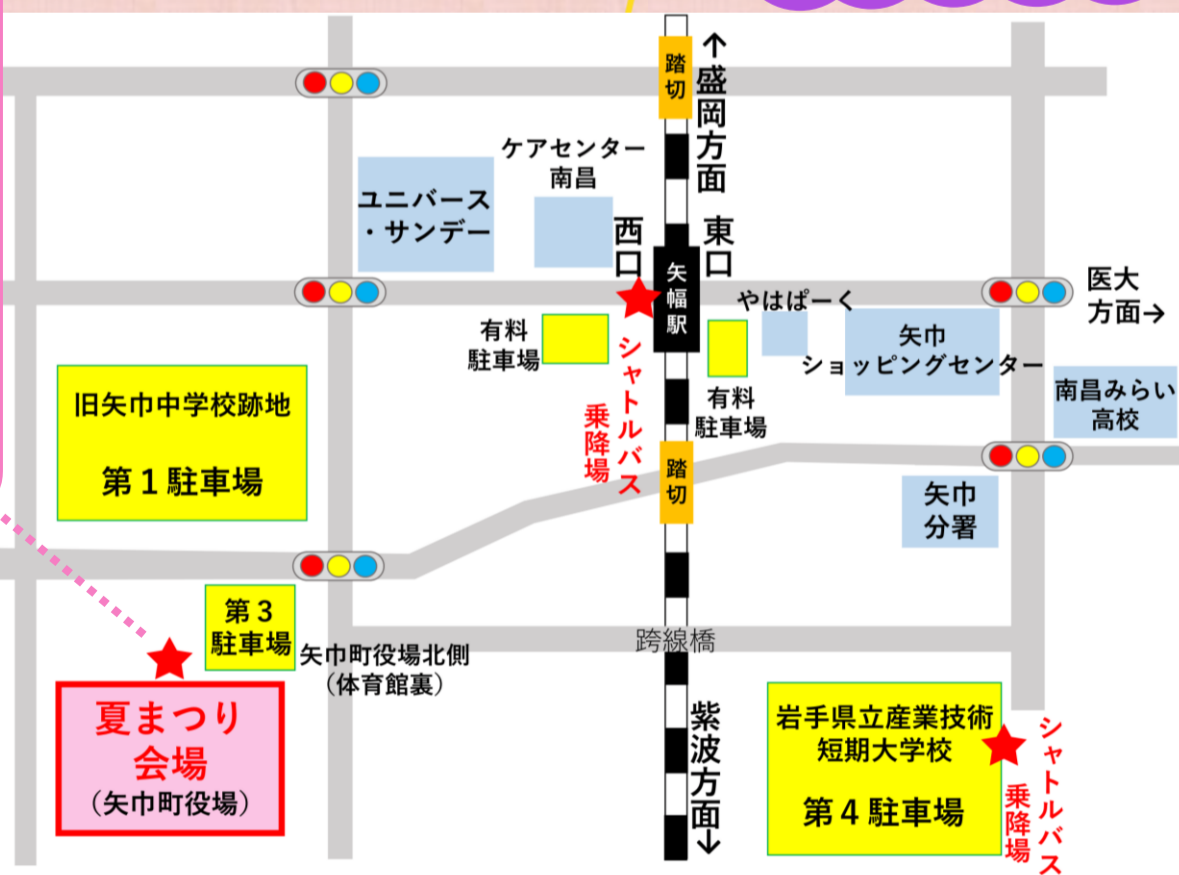 踏切
↑盛岡方面
ケアセンター
南昌
ユニバース
・サンデー
西口
東口
矢幅駅
医大
方面→
やはぱーく
有料
駐車場
矢巾
ショッピングセンター
シャトルバス
乗降場
有料
駐車場
南昌みらい
高校
旧矢巾中学校跡地
第1駐車場
踏切
矢巾
分署
第3
駐車場
矢巾町役場北側
（体育館裏）
跨線橋
夏まつり
会場
（矢巾町役場）
紫波方面↓
岩手県立産業技術
短期大学校
第4駐車場
シャトルバス
乗降場